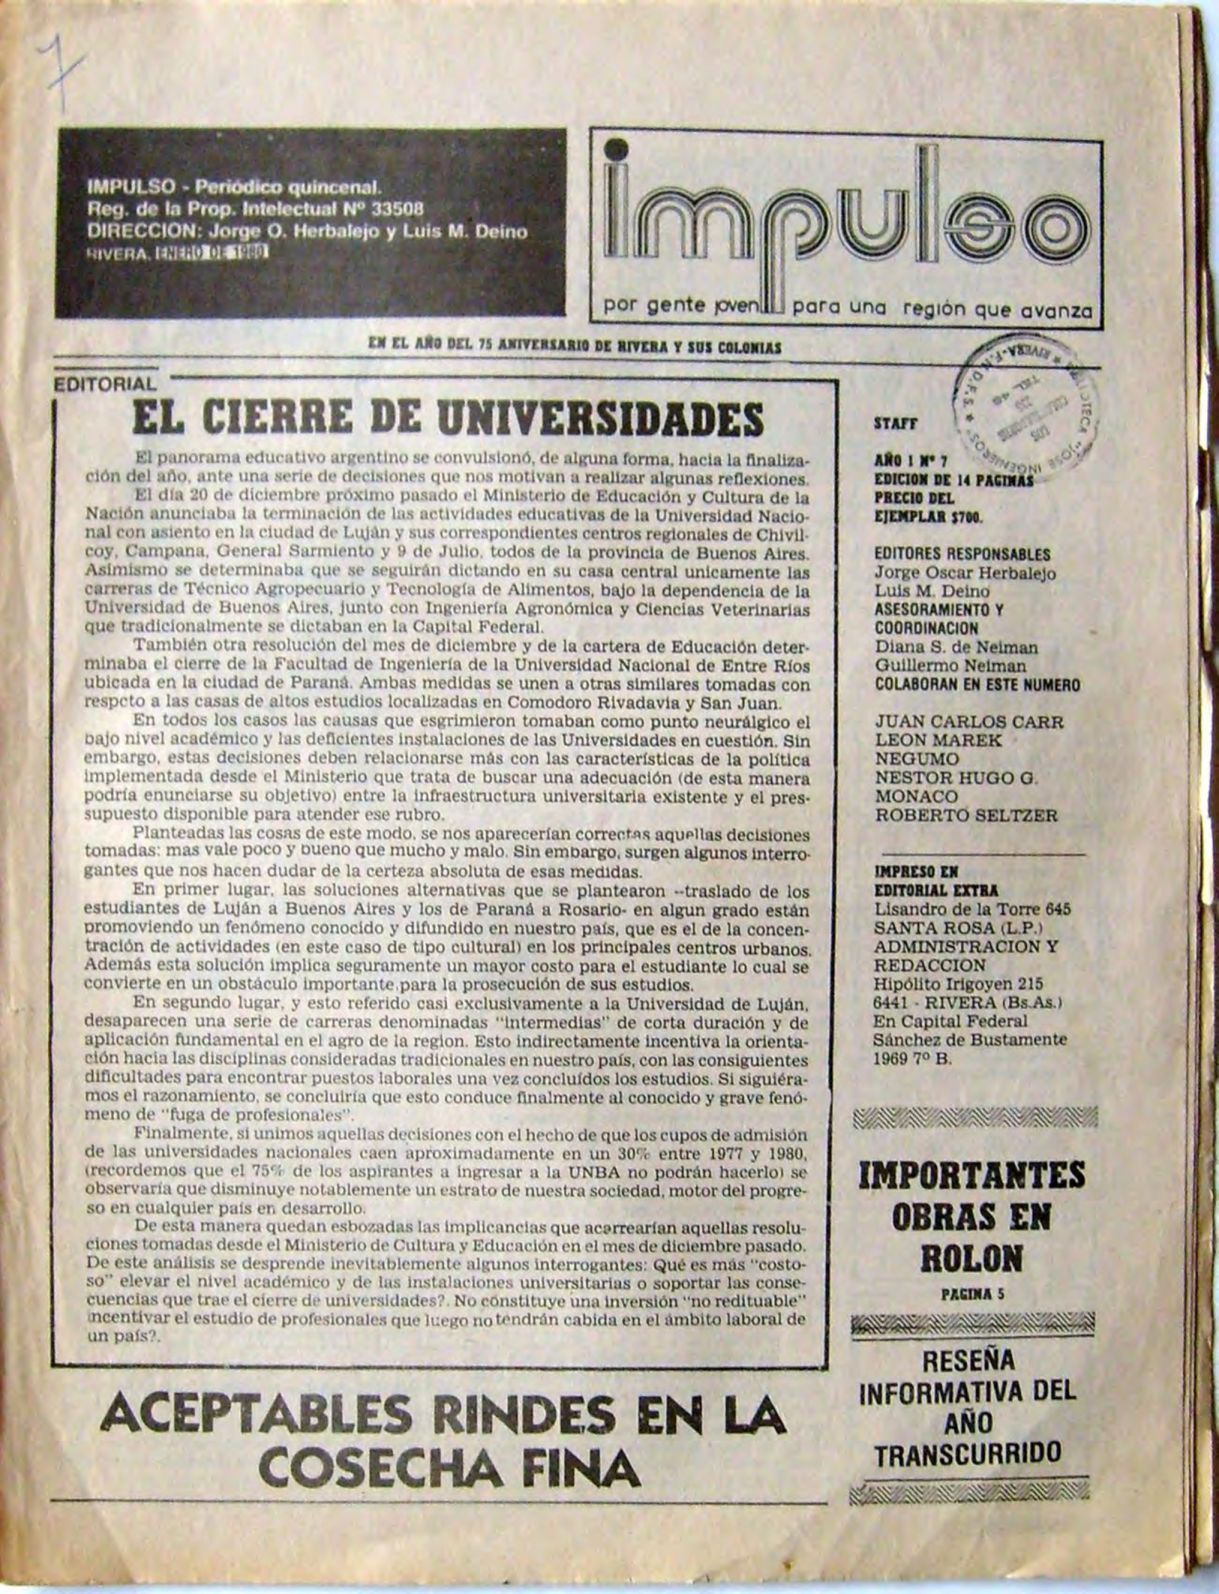 7
IMPULSO - Periódico quincenal.
Reg. de la Prop. Intelectual Nº 33508
DIRECCION: Jorge O. Herbalejo y Luis M. Deino
RIVERA, ENERO DE 1980
impulso
por gente joven para una región que avanza
EN EL AÑO DEL 75 ANIVERSARIO DE RIVERA Y SUS COLONIAS
EDITORIAL
EL CIERRE DE UNIVERSIDADES
El panorama educativo argentino se convulsionó, de alguna forma, hacia la finaliza-
ción del año, ante una serie de decisiones que nos motivan a realizar algunas reflexiones.
El día 20 de diciembre próximo pasado el Ministerio de Educación y Cultura de la
Nación anunciaba la terminación de las actividades educativas de la Universidad Nacio-
nal con asiento en la ciudad de Luján y sus correspondientes centros regionales de Chivil-
coy, Campana, General Sarmiento y 9 de Julio, todos de la provincia de Buenos Aires.
Asimismo se determinaba que se seguirán dictando en su casa central unicamente las
carreras de Técnico Agropecuario y Tecnología de Alimentos, bajo la dependencia de la
Universidad de Buenos Aires, junto con Ingeniería Agronómica y Ciencias Veterinarias
que tradicionalmente se dictaban en la Capital Federal.
También otra resolución del mes de diciembre y de la cartera de Educación deter-
minaba el cierre de la Facultad de Ingeniería de la Universidad Nacional de Entre Ríos
ubicada en la ciudad de Paraná. Ambas medidas se unen a otras similares tomadas con
respcto a las casas de altos estudios localizadas en Comodoro Rivadavia y San Juan.
En todos los casos las causas que esgrimieron tomaban como punto neurálgico el
bajo nivel académico y las deficientes instalaciones de las Universidades en cuestión. Sin
embargo, estas decisiones deben relacionarse más con las características de la política
implementada desde el Ministerio que trata de buscar una adecuación (de esta manera
podría enunciarse su objetivo) entre la infraestructura universitaria existente y el pres-
supuesto disponible para atender ese rubro.
Planteadas las cosas de este modo, se nos aparecerían correctas aquellas decisiones
tomadas: mas vale poco y bueno que mucho y malo. Sin embargo, surgen algunos interro-
gantes que nos hacen dudar de la certeza absoluta de esas medidas.
En primer lugar, las soluciones alternativas que se plantearon --traslado de los
estudiantes de Luján a Buenos Aires y los de Paraná a Rosario- en algun grado están
promoviendo un fenómeno conocido y difundido en nuestro país, que es el de la concen-
tración de actividades (en este caso de tipo cultural) en los principales centros urbanos.
Además esta solución implica seguramente un mayor costo para el estudiante lo cual se
convierte en un obstáculo importante para la prosecución de sus estudios.
En segundo lugar, y esto referido casi exclusivamente a la Universidad de Luján,
desaparecen una serie de carreras denominadas "intermedias" de corta duración y de
aplicación fundamental en el agro de la region. Esto indirectamente incentiva la orienta-
ción hacia las disciplinas consideradas tradicionales en nuestro país, con las consiguientes
dificultades para encontrar puestos laborales una vez concluídos los estudios. Si siguiéra-
mos el razonamiento, se concluiría que esto conduce finalmente al conocido y grave fenó-
meno de "fuga de profesionales".
Finalmente, si unimos aquellas decisiones con el hecho de que los cupos de admisión
de las universidades nacionales caen aproximadamente en un 30% entre 1977 y 1980,
(recordemos que el 75% de los aspirantes a ingresar a la UNBA no podrán hacerlo) se
observaría que disminuye notablemente un estrato de nuestra sociedad, motor del progre-
so en cualquier país en desarrollo.
De esta manera quedan esbozadas las implicancias que acarrearían aquellas resolu-
ciones tomadas desde el Ministerio de Cultura y Educación en el mes de diciembre pasado.
De este análisis se desprende inevitablemente algunos interrogantes: Qué es más "costo-
so" elevar el nivel académico y de las instalaciones universitarias o soportar las conse-
cuencias que trae el cierre de universidades?. No constituye una inversión "no redituable"
incentivar el estudio de profesionales que luego no tendrán cabida en el ámbito laboral de
un país?.
ACEPTABLES RINDES EN LA
COSECHA FINA
STAFF
AÑO I Nº 7
EDICION DE 14 PAGINAS
PRECIO DEL
EJEMPLAR $700.
EDITORES RESPONSABLES
Jorge Oscar Herbalejo
Luis M. Deino
ASESORAMIENTO Y
COORDINACION
Diana S. de Neiman
Guillermo Neiman
COLABORAN EN ESTE NUMERO
JUAN CARLOS CARR
LEON MAREK
NEGUMO
NESTOR HUGO G.
MONACO
ROBERTO SELTZER
IMPRESO EN
EDITORIAL EXTRA
Lisandro de la Torre 645
SANTA ROSA (L.P.)
ADMINISTRACION Y
REDACCION
Hipólito Irigoyen 215
6441 - RIVERA (Bs.As.)
En Capital Federal
Sánchez de Bustamente
1969 7º B.
IMPORTANTES
OBRAS EN
ROLON
PAGINA 5
RESEÑA
INFORMATIVA DEL
AÑO
TRANSCURRIDO
JOSE INGENIEROS
RIVERA-F.N.D.F.S.